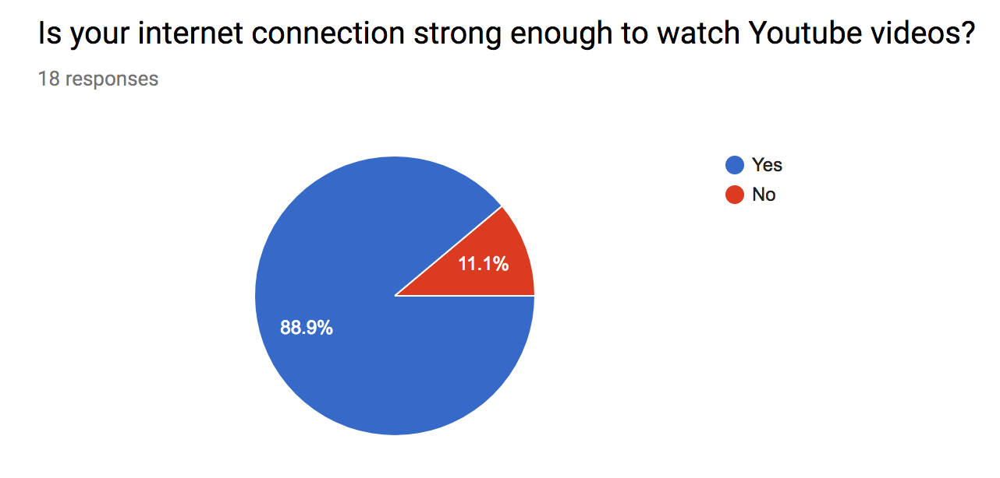 Is your internet connection strong enough to watch Youtube videos?
18 responses
Yes
No
11.1%
88.9%